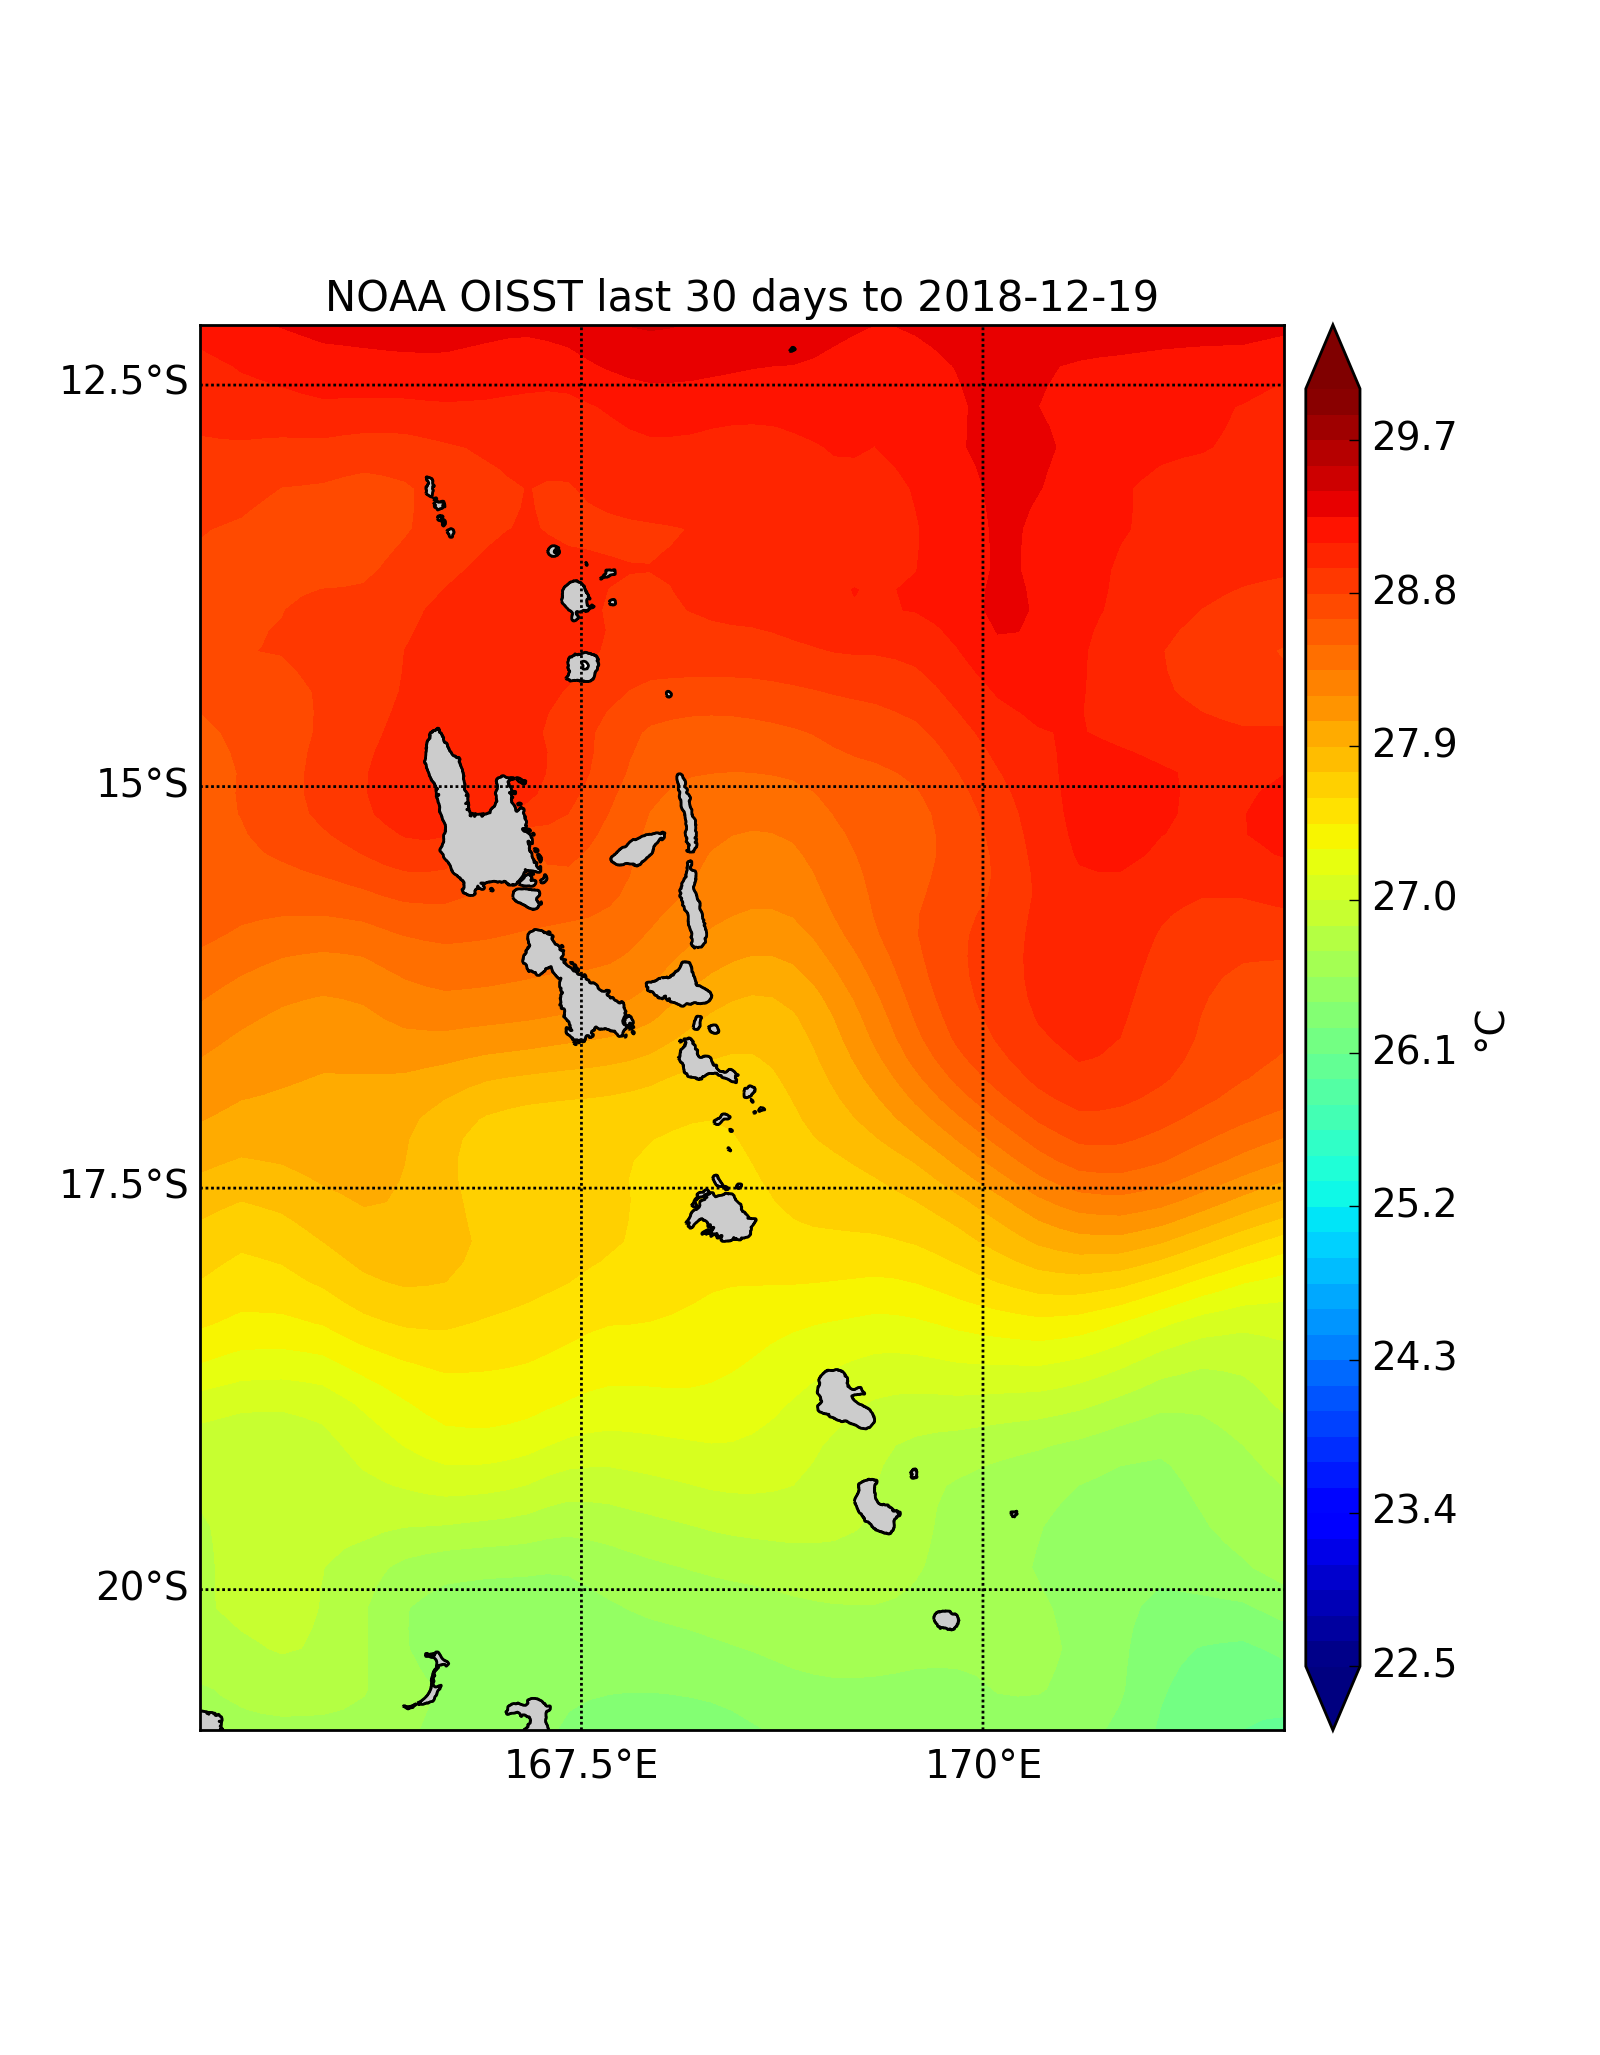 NOAA OISST last 30 days to 2018-12-19
12.5°S
15°S
17.5°S
20°S
167.5°E
170°E
29.7
28.8
27.9
27.0
26.1
25.2
24.3
23.4
22.5
°C